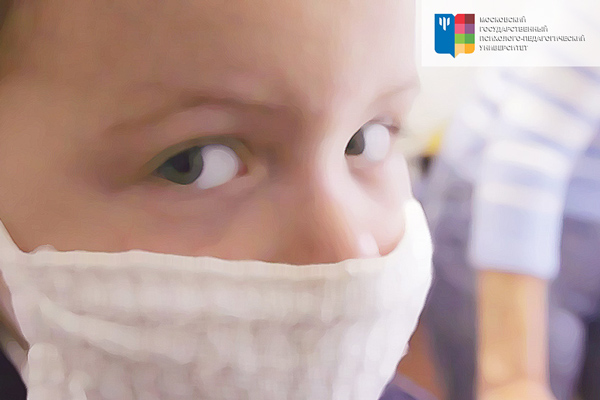 МОСКОВСКИЙ
ГОСУДАРСТВЕННЫЙ
ПСИХОЛОГО-ПЕДАГОГИЧЕСКИЙ
УНИВЕРСИТЕТ